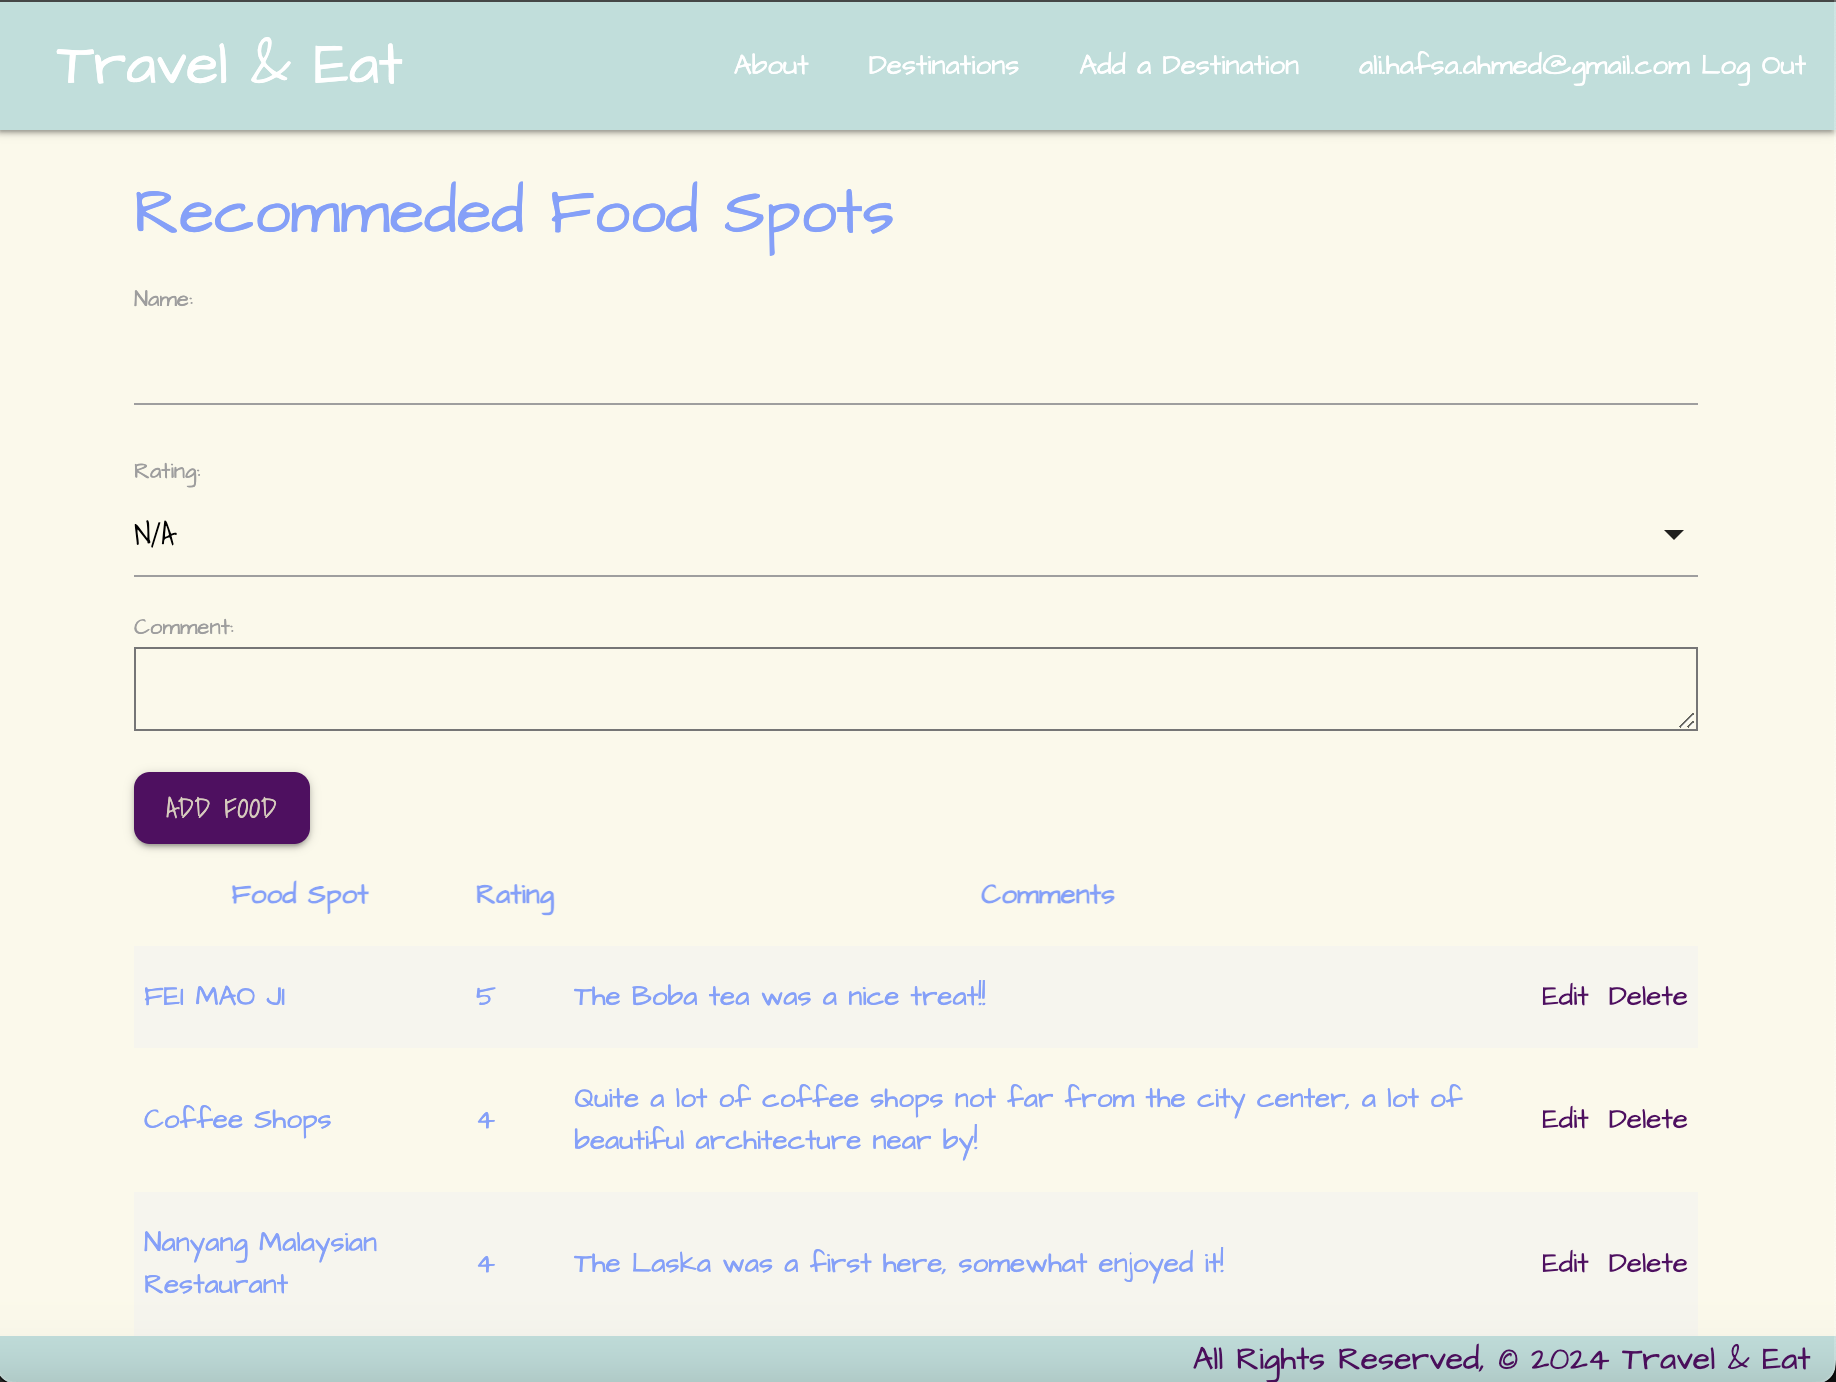 Travel & Eat
About Destinations Add a Destination ali.hafsa.ahmed@gmail.com Log Out
Recommeded Food Spots
Name:
Rating:
N/A
Comment:
ADD FOOD
Food Spot Rating Comments
FEI MAO JI 5 The Boba tea was a nice treat!! Edit Delete
Coffee Shops 4 Quite a lot of coffee shops not far from the city center, a lot of
beautiful architecture near by! Edit Delete
Nanyang Malaysian
Restaurant 4 The Laska was a first here, somewhat enjoyed it! Edit Delete
All Rights Reserved, © 2024 Travel & Eat